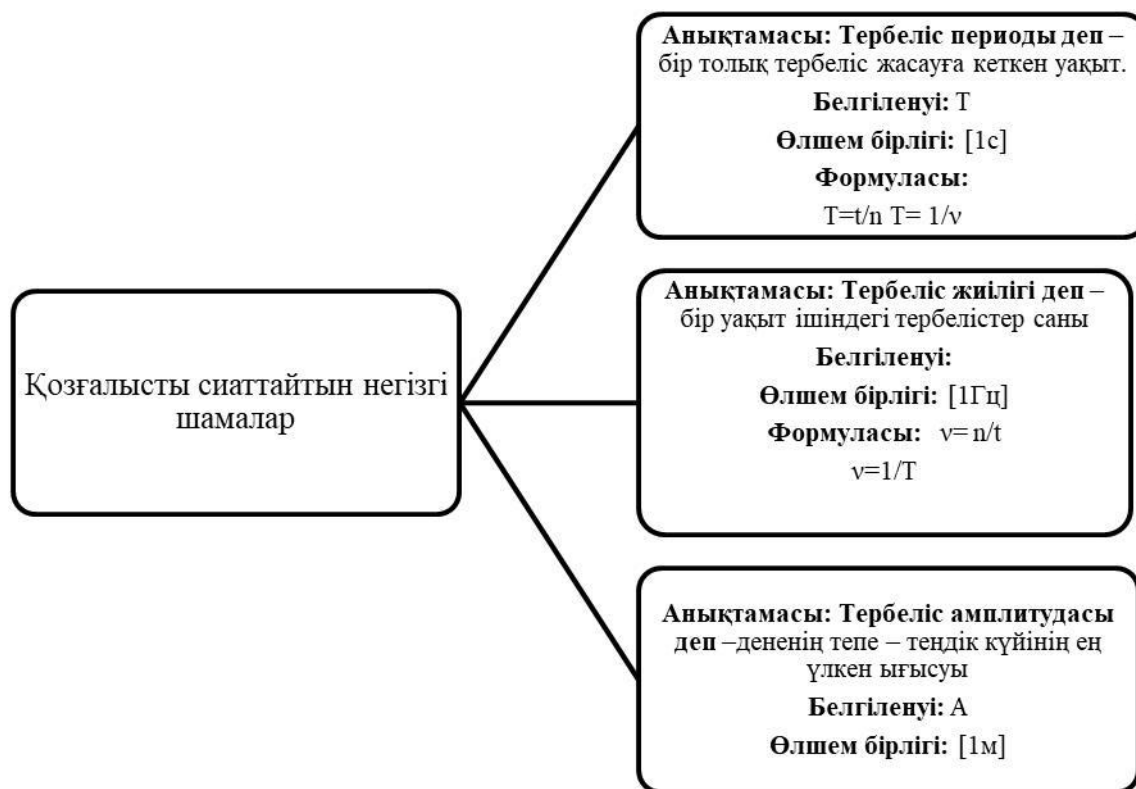 Қозғалысты сиаттайтын негізгі
шамалар
Анықтамасы: Тербеліс периоды деп –
бір толық тербеліс жасауға кеткен уақыт.
Белгіленуі: Т
Өлшем бірлігі: [1с]
Формуласы:
T=t/n T= 1/ν
Анықтамасы: Тербеліс жиілігі деп –
бір уақыт ішіндегі тербелістер саны
Белгіленуі:
Өлшем бірлігі: [1Гц]
Формуласы: ν= n/t
ν=1/T
Анықтамасы: Тербеліс амплитудасы
деп –дененің тепе – теңдік күйінің ең
үлкен ығысуы
Белгіленуі: А
Өлшем бірлігі: [1м]